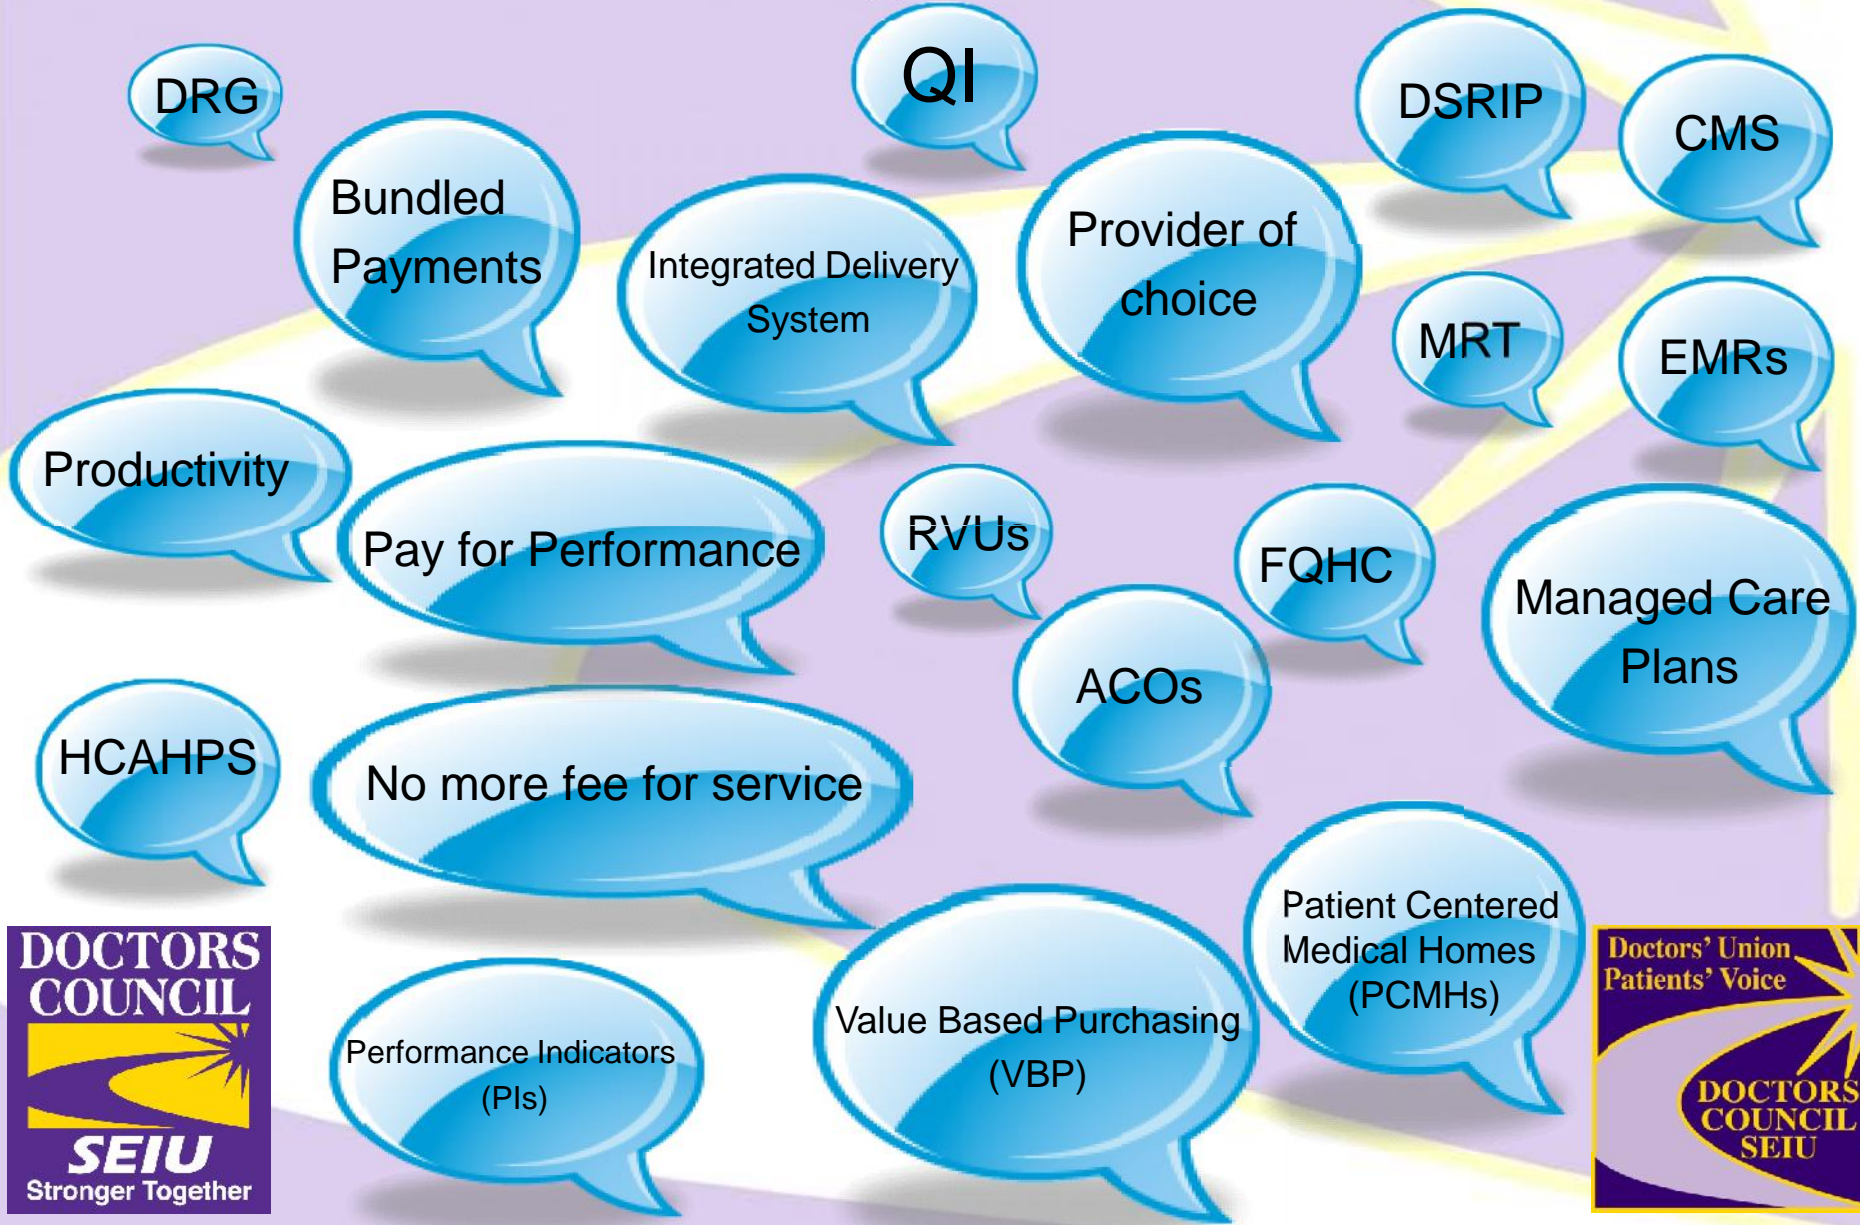 DRG
QI
DSRIP
CMS
Bundled
Payments
Integrated Delivery
System
Provider of
choice
MRT
EMRs
Productivity
Pay for Performance
RVUs
FQHC
Managed Care
Plans
HCAHPS
No more fee for service
ACOs
Patient Centered
Medical Homes
(PCMHs)
Performance Indicators
(PIs)
Value Based Purchasing
(VBP)
DOCTORS
COUNCIL
SEIU
Stronger Together
Doctors' Union
Patients' Voice
DOCTORS
COUNCIL
SEIU